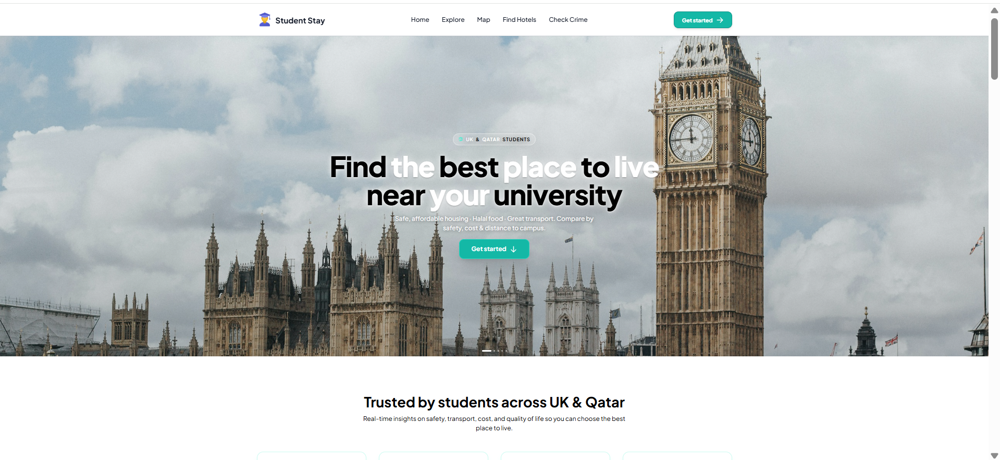 Student Stay
Home Explore Map Find Hotels Check Crime
Get started →
UK & QATAR STUDENTS
Find the best place to live
near your university
Safe, affordable housing · Halal food · Great transport. Compare by
safety, cost & distance to campus.
Get started ↓
Trusted by students across UK & Qatar
Real-time insights on safety, transport, cost, and quality of life so you can choose the best
place to live.